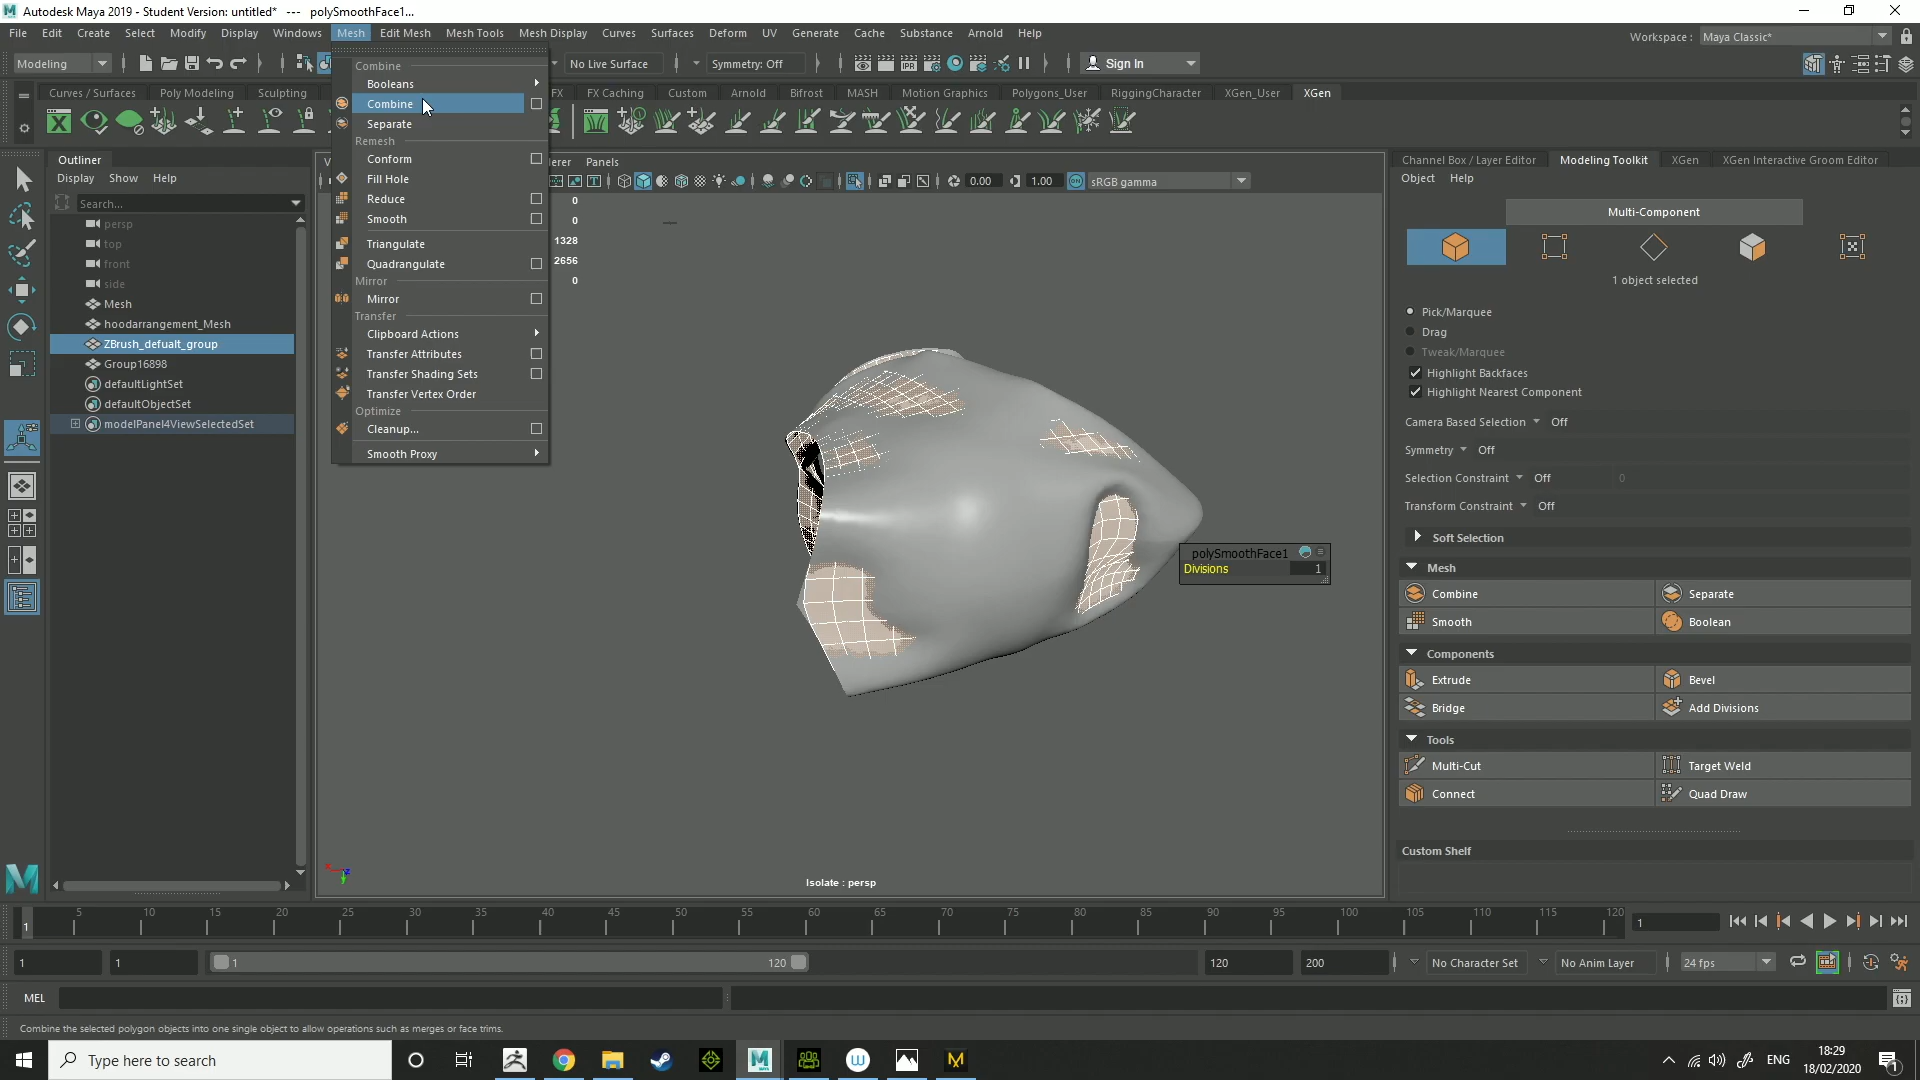 Autodesk Maya 2019 - Student Version: untitled*   ---   polySmoothFace1...
File Edit Create Select Modify Display Windows Mesh Edit Mesh Mesh Tools Mesh Display Curves Surfaces Deform UV Generate Cache Substance Arnold Help
Workspace : Maya Classic*
Modeling
No Live Surface
Symmetry: Off
Sign In
Curves / Surfaces Poly Modeling Sculpting FX FX Caching Custom Arnold Bifrost MASH Motion Graphics Polygons_User RiggingCharacter XGen_User XGen
Combine
Booleans
Combine
Separate
Remesh
Conform
Fill Hole
Reduce
Smooth
Triangulate
Quadrangulate
Mirror
Mirror
Transfer
Clipboard Actions
Transfer Attributes
Transfer Shading Sets
Transfer Vertex Order
Optimize
Cleanup...
Smooth Proxy
Outliner
Display Show Help
Search...
persp
top
front
side
Mesh
hoodarrangement_Mesh
ZBrush_defualt_group
Group16898
defaultLightSet
defaultObjectSet
modelPanel4ViewSelectedSet
V
erer Panels
0.00
1.00
sRGB gamma
0
0
1328
2656
0
polySmoothFace1
Divisions 1
Isolate : persp
Channel Box / Layer Editor Modeling Toolkit XGen XGen Interactive Groom Editor
Object Help
Multi-Component
1 object selected
Pick/Marquee
Drag
Tweak/Marquee
Highlight Backfaces
Highlight Nearest Component
Camera Based Selection Off
Symmetry Off
Selection Constraint Off 0
Transform Constraint Off
Soft Selection
Mesh
Combine Separate
Smooth Boolean
Components
Extrude Bevel
Bridge Add Divisions
Tools
Multi-Cut Target Weld
Connect Quad Draw
Custom Shelf
1 5 10 15 20 25 30 35 40 45 50 55 60 65 70 75 80 85 90 95 100 105 110 115 120
1
1 1 1 120 120 200
No Character Set
No Anim Layer
24 fps
MEL
Combine the selected polygon objects into one single object to allow operations such as merges or face trims.
Type here to search
ENG
18:29
18/02/2020
1